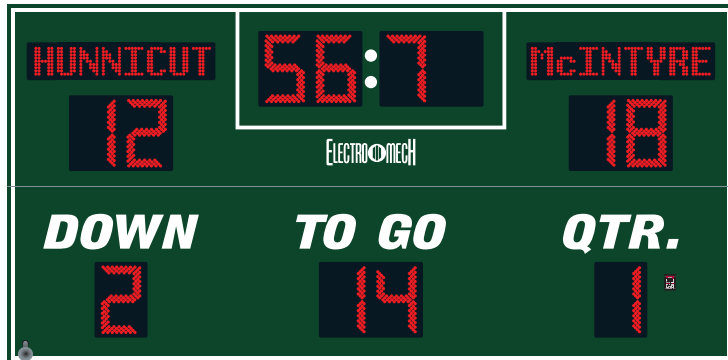 HUNNICUT 56:7 McINTYRE
12 18
ELECTRO MECH
DOWN TO GO QTR.
2 14 1